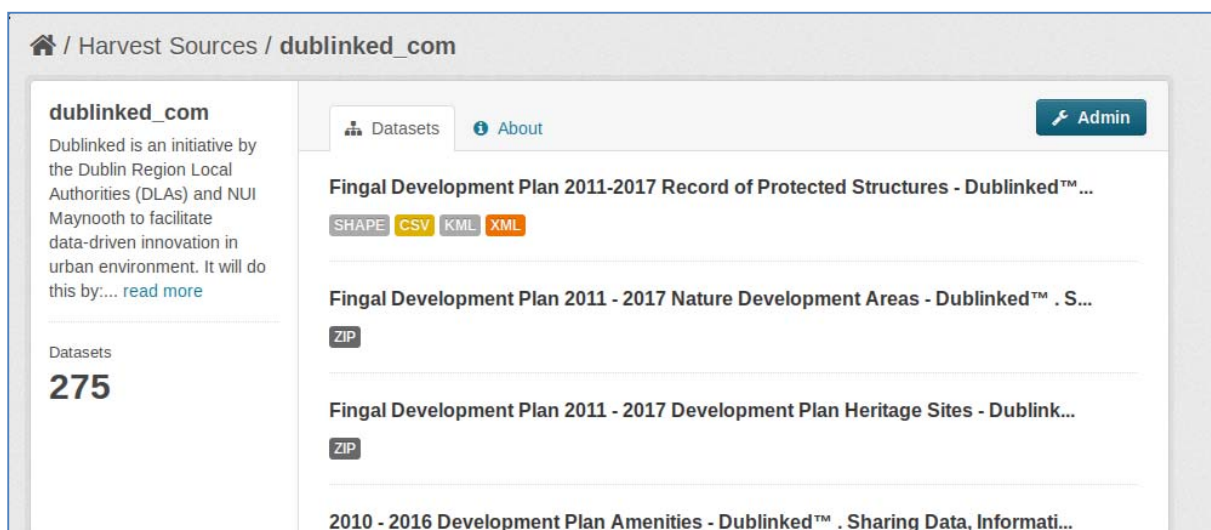 / Harvest Sources / dublinked_com
dublinked_com
Dublinked is an initiative by
the Dublin Region Local
Authorities (DLAs) and NUI
Maynooth to facilitate
data-driven innovation in
urban environment. It will do
this by:... read more
Datasets
275
Datasets
About
Admin
Fingal Development Plan 2011-2017 Record of Protected Structures - Dublinked™...
SHAPE CSV KML XML
Fingal Development Plan 2011 - 2017 Nature Development Areas - Dublinked™ . S...
ZIP
Fingal Development Plan 2011 - 2017 Development Plan Heritage Sites - Dublink...
ZIP
2010 - 2016 Development Plan Amenities - Dublinked™ . Sharing Data, Informati...